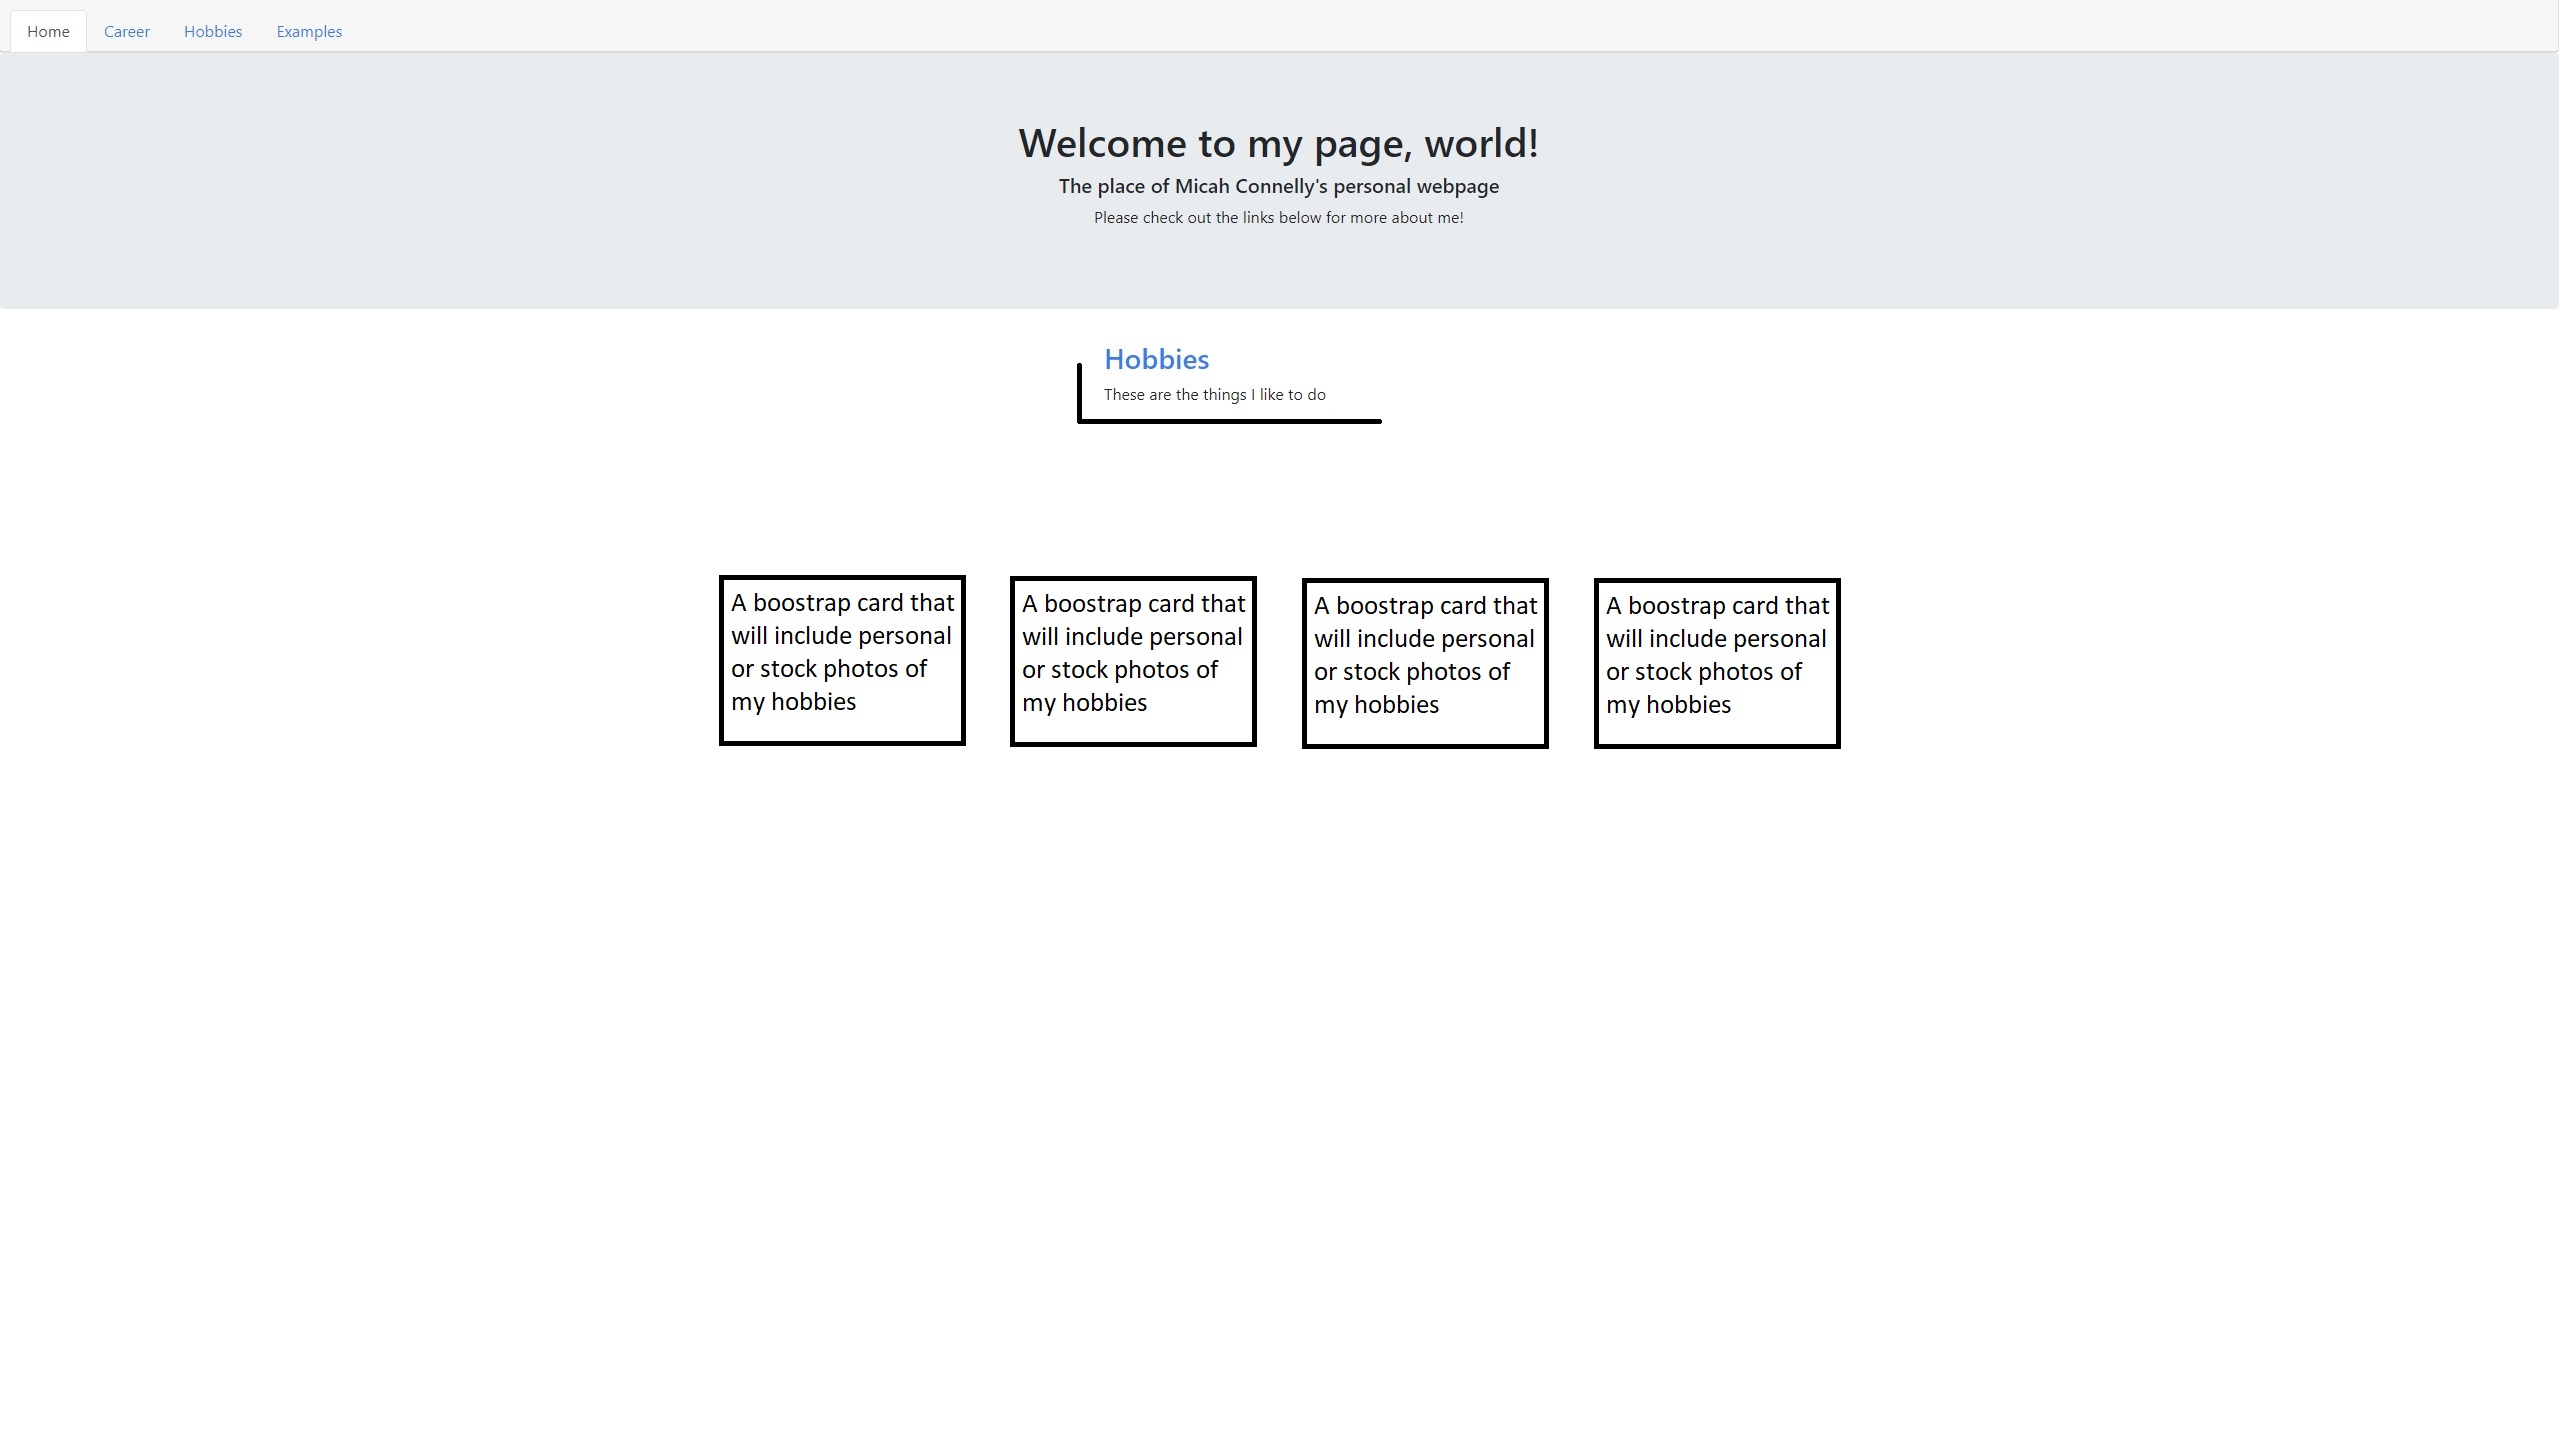 Home Career Hobbies Examples
Welcome to my page, world!
The place of Micah Connelly's personal webpage
Please check out the links below for more about me!
Hobbies
These are the things I like to do
A boostrap card that
will include personal
or stock photos of
my hobbies
A boostrap card that
will include personal
or stock photos of
my hobbies
A boostrap card that
will include personal
or stock photos of
my hobbies
A boostrap card that
will include personal
or stock photos of
my hobbies